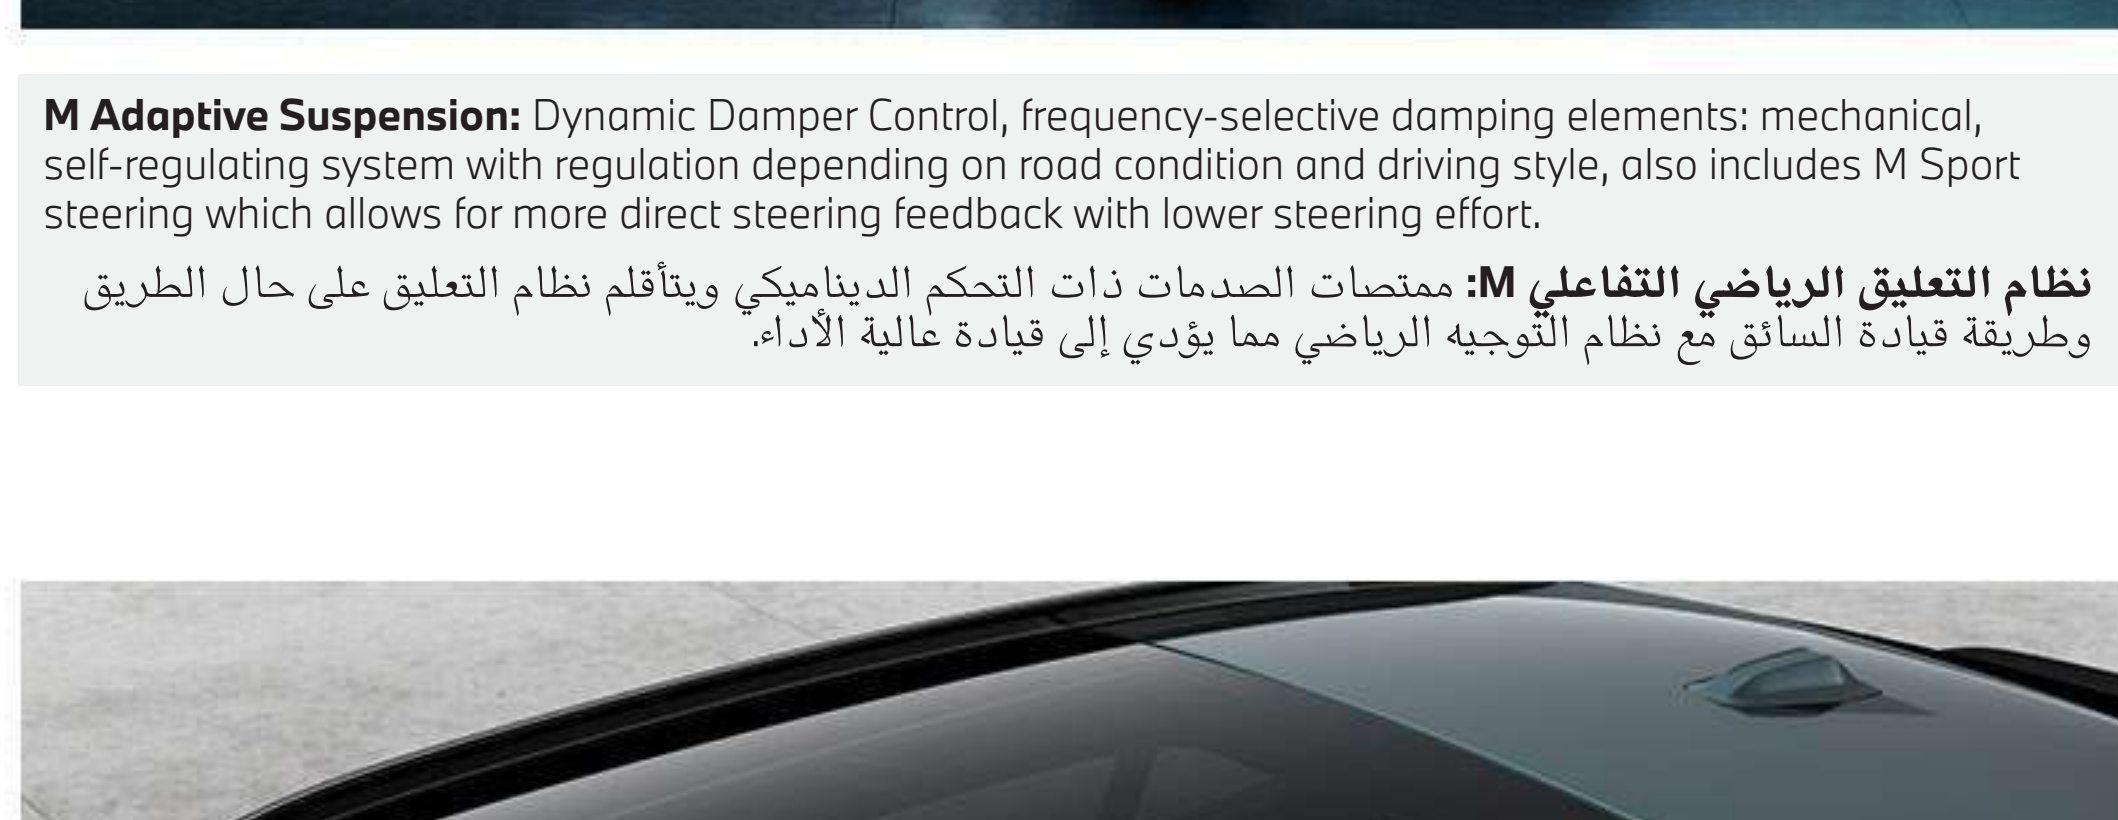 M Adaptive Suspension: Dynamic Damper Control, frequency-selective damping elements: mechanical,
self-regulating system with regulation depending on road condition and driving style, also includes M Sport
steering which allows for more direct steering feedback with lower steering effort.
نظام التعليق الرياضي التفاعلي M: ممتصات الصدمات ذات التحكم الديناميكي ويتأقلم نظام التعليق على حال الطريق
وطريقة قيادة السائق مع نظام التوجيه الرياضي مما يؤدي إلى قيادة عالية الأداء.